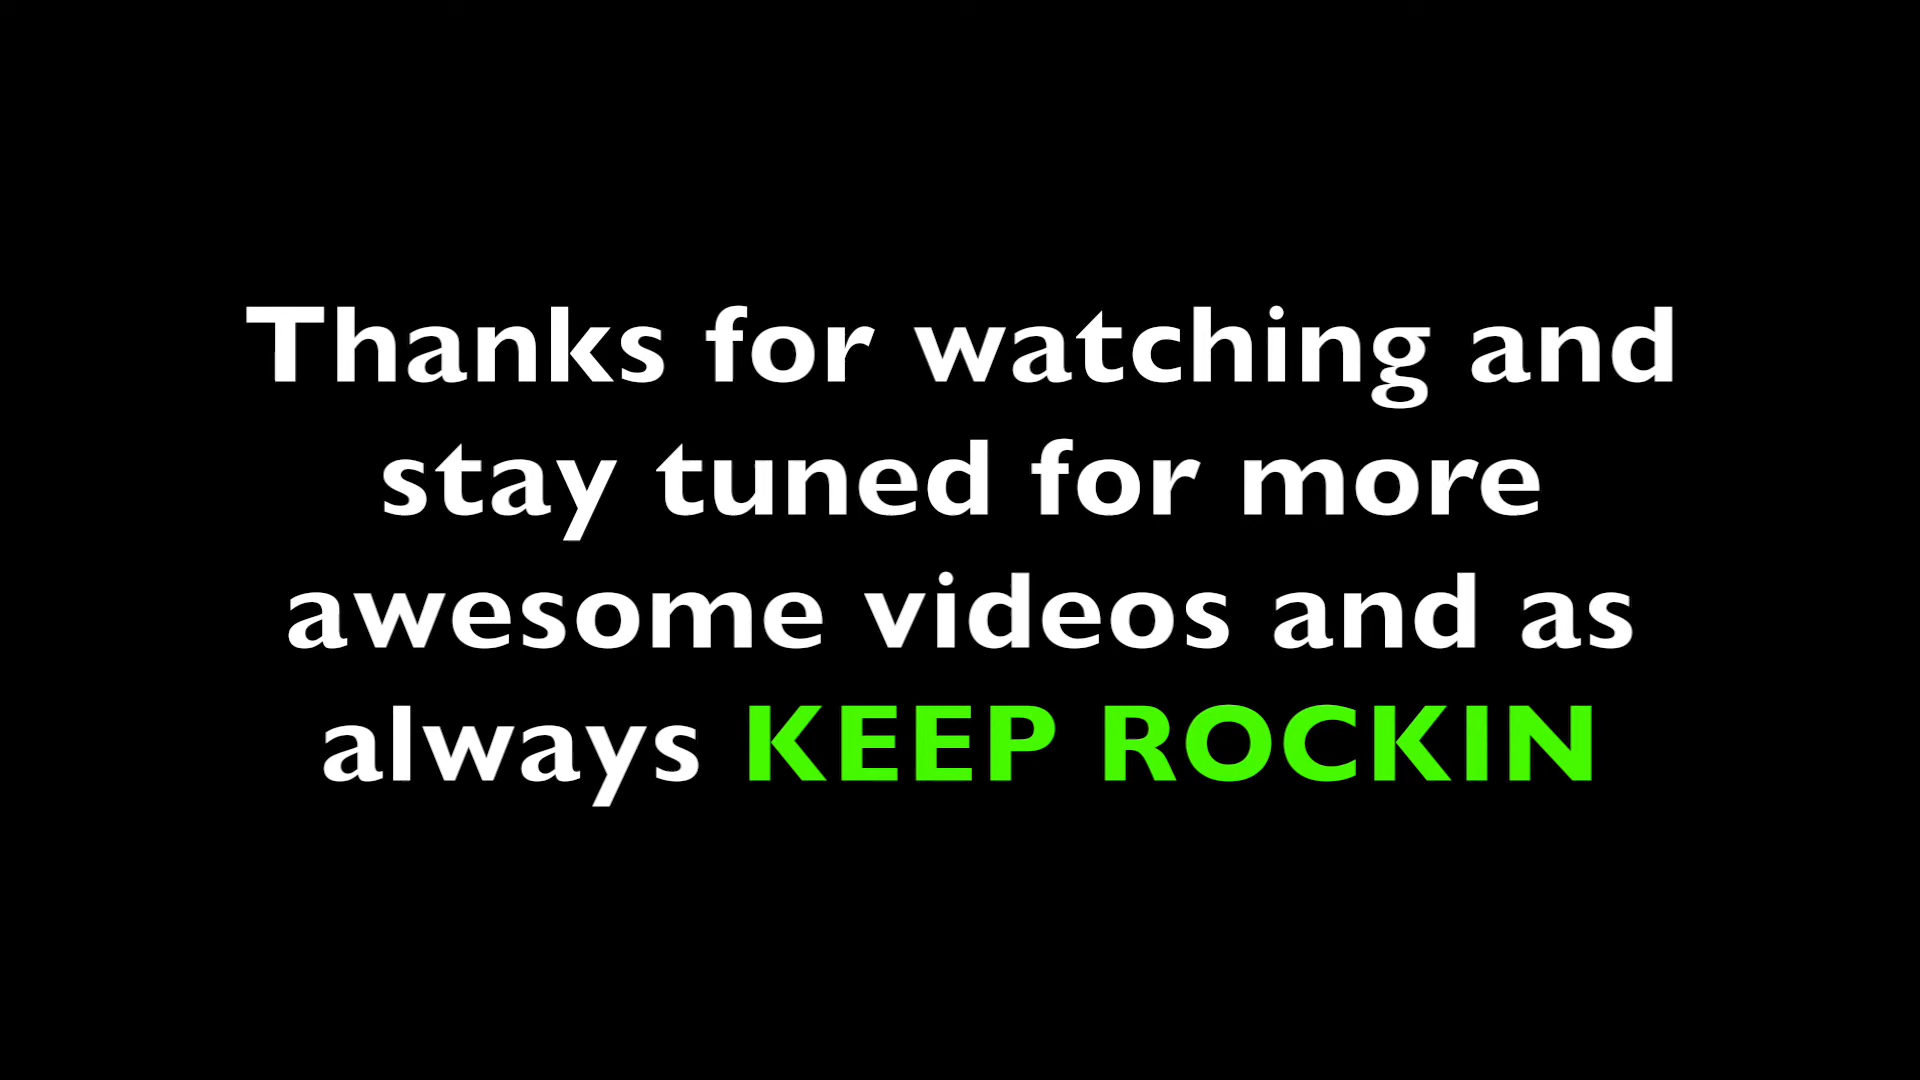 Thanks for watching and
stay tuned for more
awesome videos and as
always KEEP ROCKIN